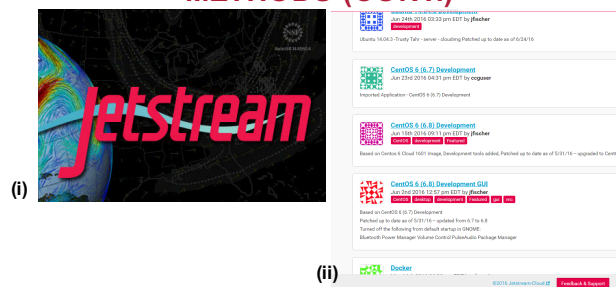 Jetstream
(i)
Jun 24th 2016 03:33 pm EDT by jfischer
development
Ubuntu 14.04.3 -Trusty Tahr - server - cloudimg Patched up to date as of 6/24/16
CentOS 6 (6.7) Development
Jun 23rd 2016 04:31 pm EDT by ccguser
Imported Application - CentOS 6 (6.7) Development
CentOS 6 (6.8) Development
Jun 15th 2016 09:11 pm EDT by jfischer
CentOS development Featured
Based on Centos 6 Cloud 1601 Image, Development tools added, Patched up to date as of 5/31/16 -- upgraded to Cent
CentOS 6 (6.8) Development GUI
Jun 2nd 2016 12:57 pm EDT by jfischer
CentOS desktop development Featured gui vnc
Based on CentOS 6 (6.7) Development
Patched up to date as of 5/31/16 -- updated from 6.7 to 6.8
Turned off the following from default startup in GNOME:
Bluetooth Power Manager Volume Control PulseAudio Package Manager
(ii)
Docker
©2016 Jetstream-Cloud
Feedback & Support